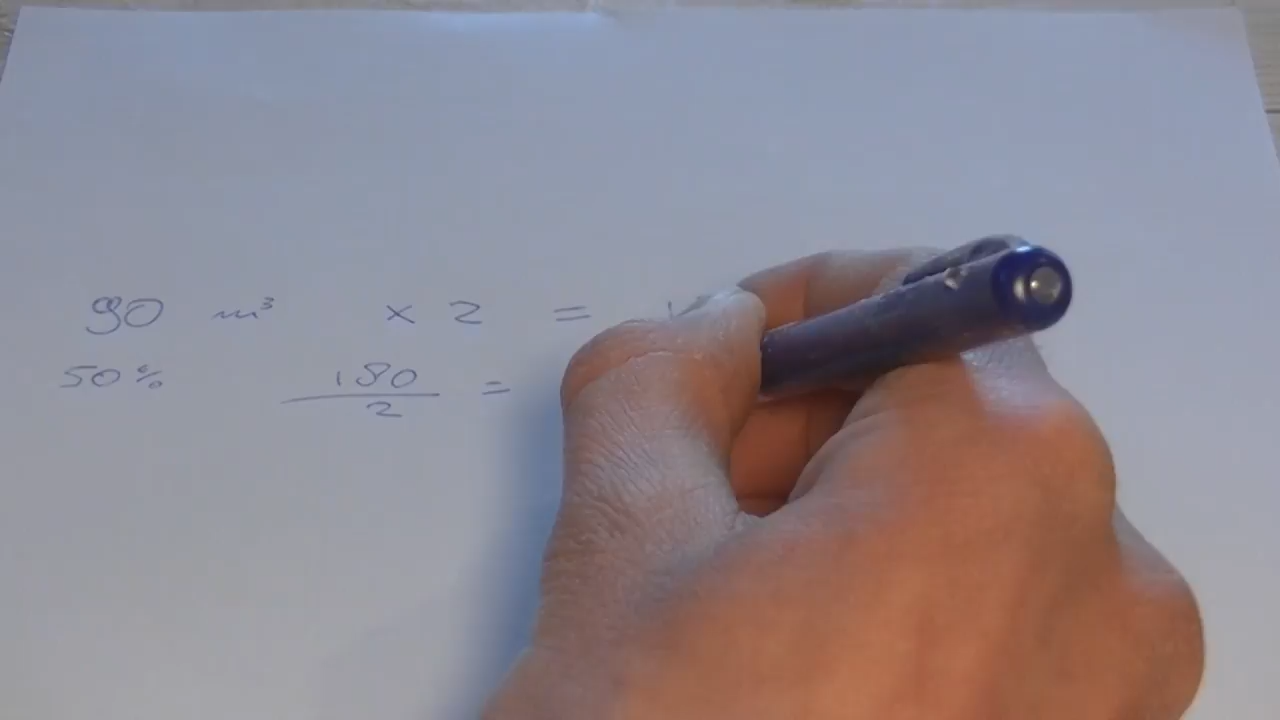 90 m³ x 2 =
50% 180/2 =